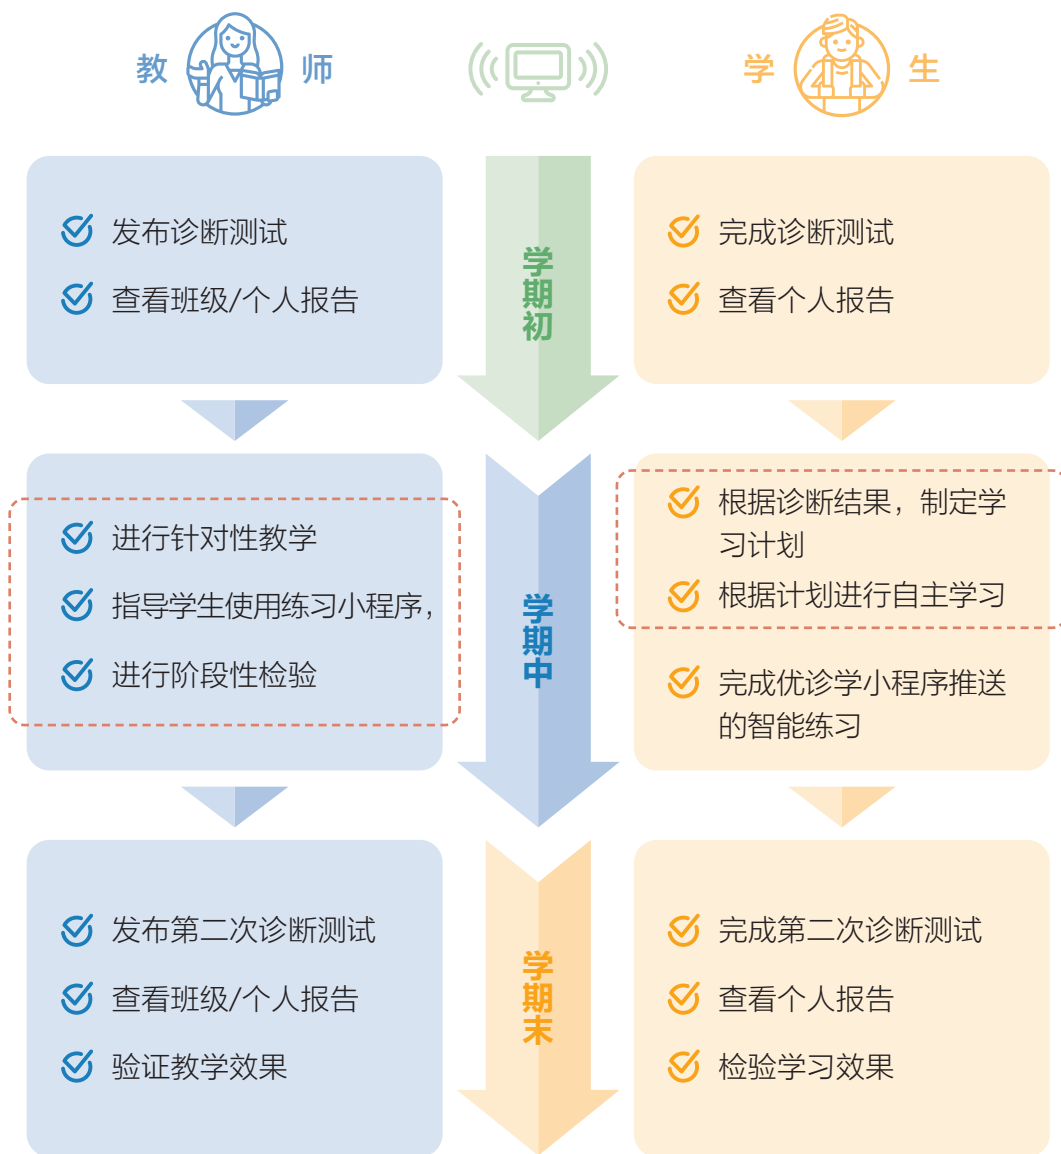 教 师
学 生
发布诊断测试
查看班级/个人报告
学期初
完成诊断测试
查看个人报告
进行针对性教学
指导学生使用练习小程序，
进行阶段性检验
学期中
根据诊断结果，制定学
习计划
根据计划进行自主学习
完成优诊学小程序推送
的智能练习
发布第二次诊断测试
查看班级/个人报告
验证教学效果
学期末
完成第二次诊断测试
查看个人报告
检验学习效果